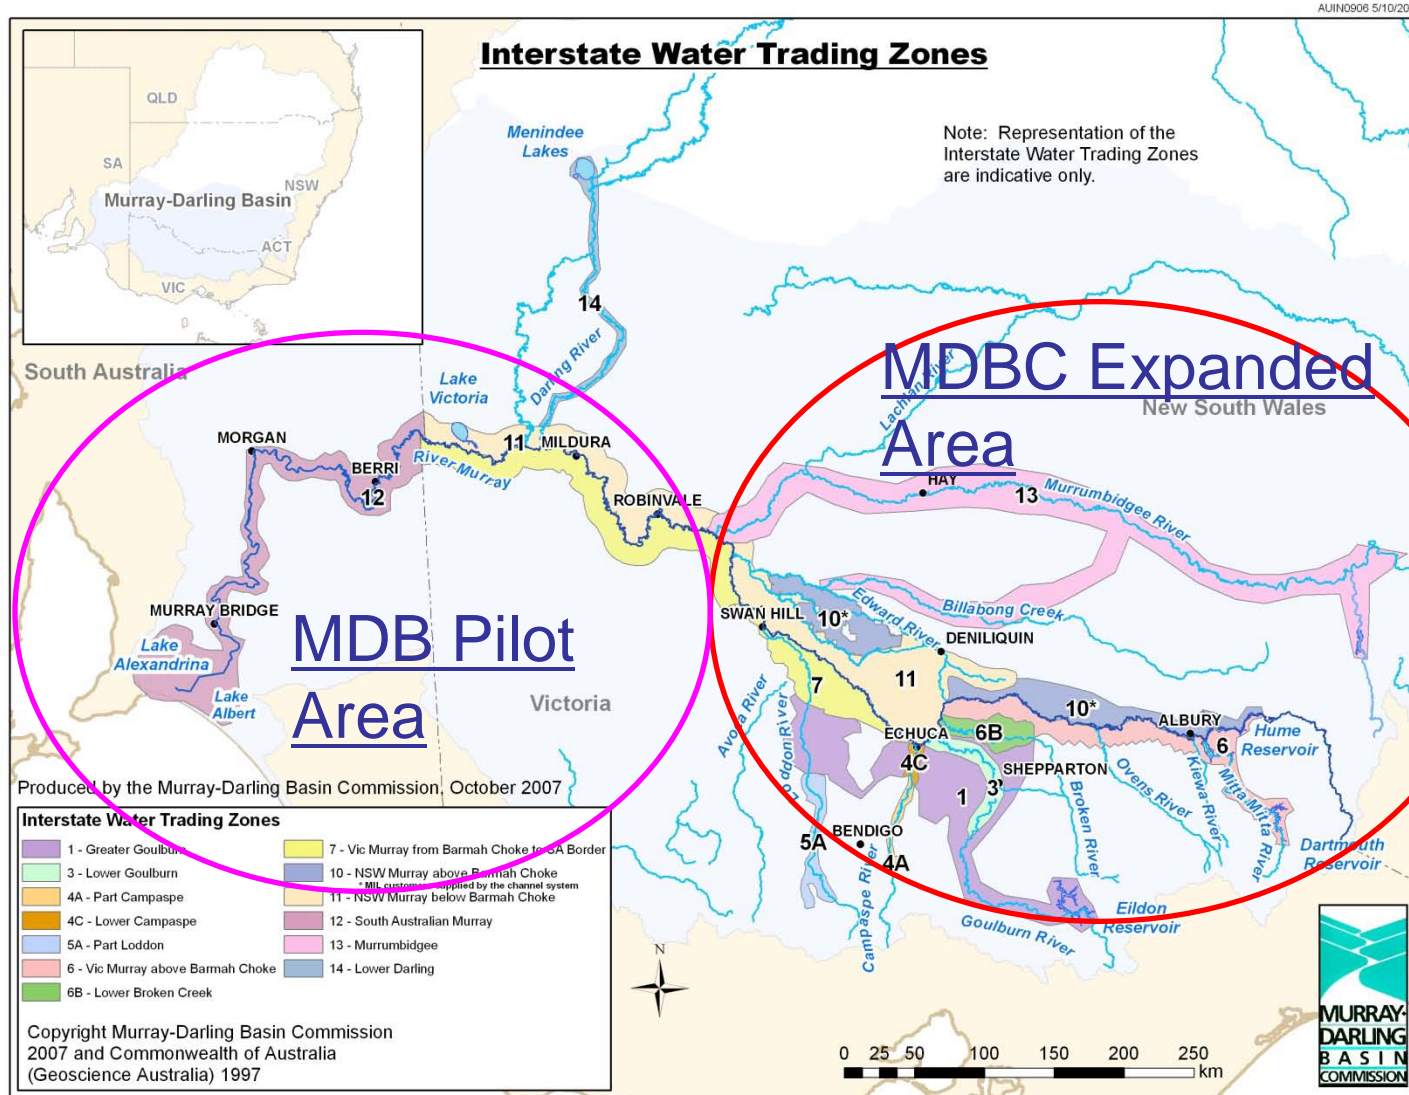 AUIN0906 5/10/20
Interstate Water Trading Zones
Note: Representation of the
Interstate Water Trading Zones
are indicative only.
QLD
SA
NSW
Murray-Darling Basin
ACT
VIC
Menindee
Lakes
14
Darling River
MDBC Expanded
Area
Lachlan River
New South Wales
South Australia
Lake
Victoria
MORGAN
11
MILDURA
BERRI
River Murray
12
ROBINVALE
HAY
13
Murrumbidgee River
MURRAY BRIDGE
Lake
Alexandrina
Lake
Albert
MDB Pilot
Area
Victoria
SWAN HILL
10*
Edward River
Billabong Creek
DENILIQUIN
7
11
10*
ALBURY
Hume
Reservoir
6
Avoca River
Loddon River
ECHUCA
6B
4C
SHEPPARTON
3
1
Ovens River
Kiewa River
Mitta Mitta River
Broken River
BENDIGO
5A
4A
Dartmouth
Reservoir
Campaspe River
Goulburn River
Eildon
Reservoir
Produced by the Murray-Darling Basin Commission, October 2007
Interstate Water Trading Zones
1 - Greater Goulburn
3 - Lower Goulburn
4A - Part Campaspe
4C - Lower Campaspe
5A - Part Loddon
6 - Vic Murray above Barmah Choke
6B - Lower Broken Creek
7 - Vic Murray from Barmah Choke to SA Border
10 - NSW Murray above Barmah Choke
* MIL customers supplied by the channel system
11 - NSW Murray below Barmah Choke
12 - South Australian Murray
13 - Murrumbidgee
14 - Lower Darling
Copyright Murray-Darling Basin Commission
2007 and Commonwealth of Australia
(Geoscience Australia) 1997
N
0 25 50 100 150 200 250
km
MURRAY-
DARLING
BASIN
COMMISSION